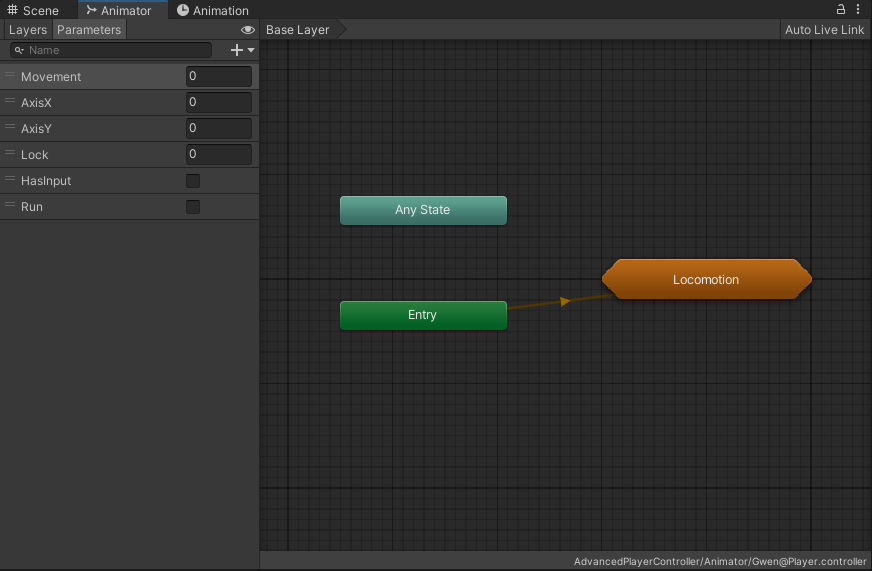 Scene Animator Animation
Layers Parameters Base Layer Auto Live Link
Name
Movement 0
AxisX 0
AxisY 0
Lock 0
HasInput
Run
Any State
Locomotion
Entry
AdvancedPlayerController/Animator/Gwen@Player.controller